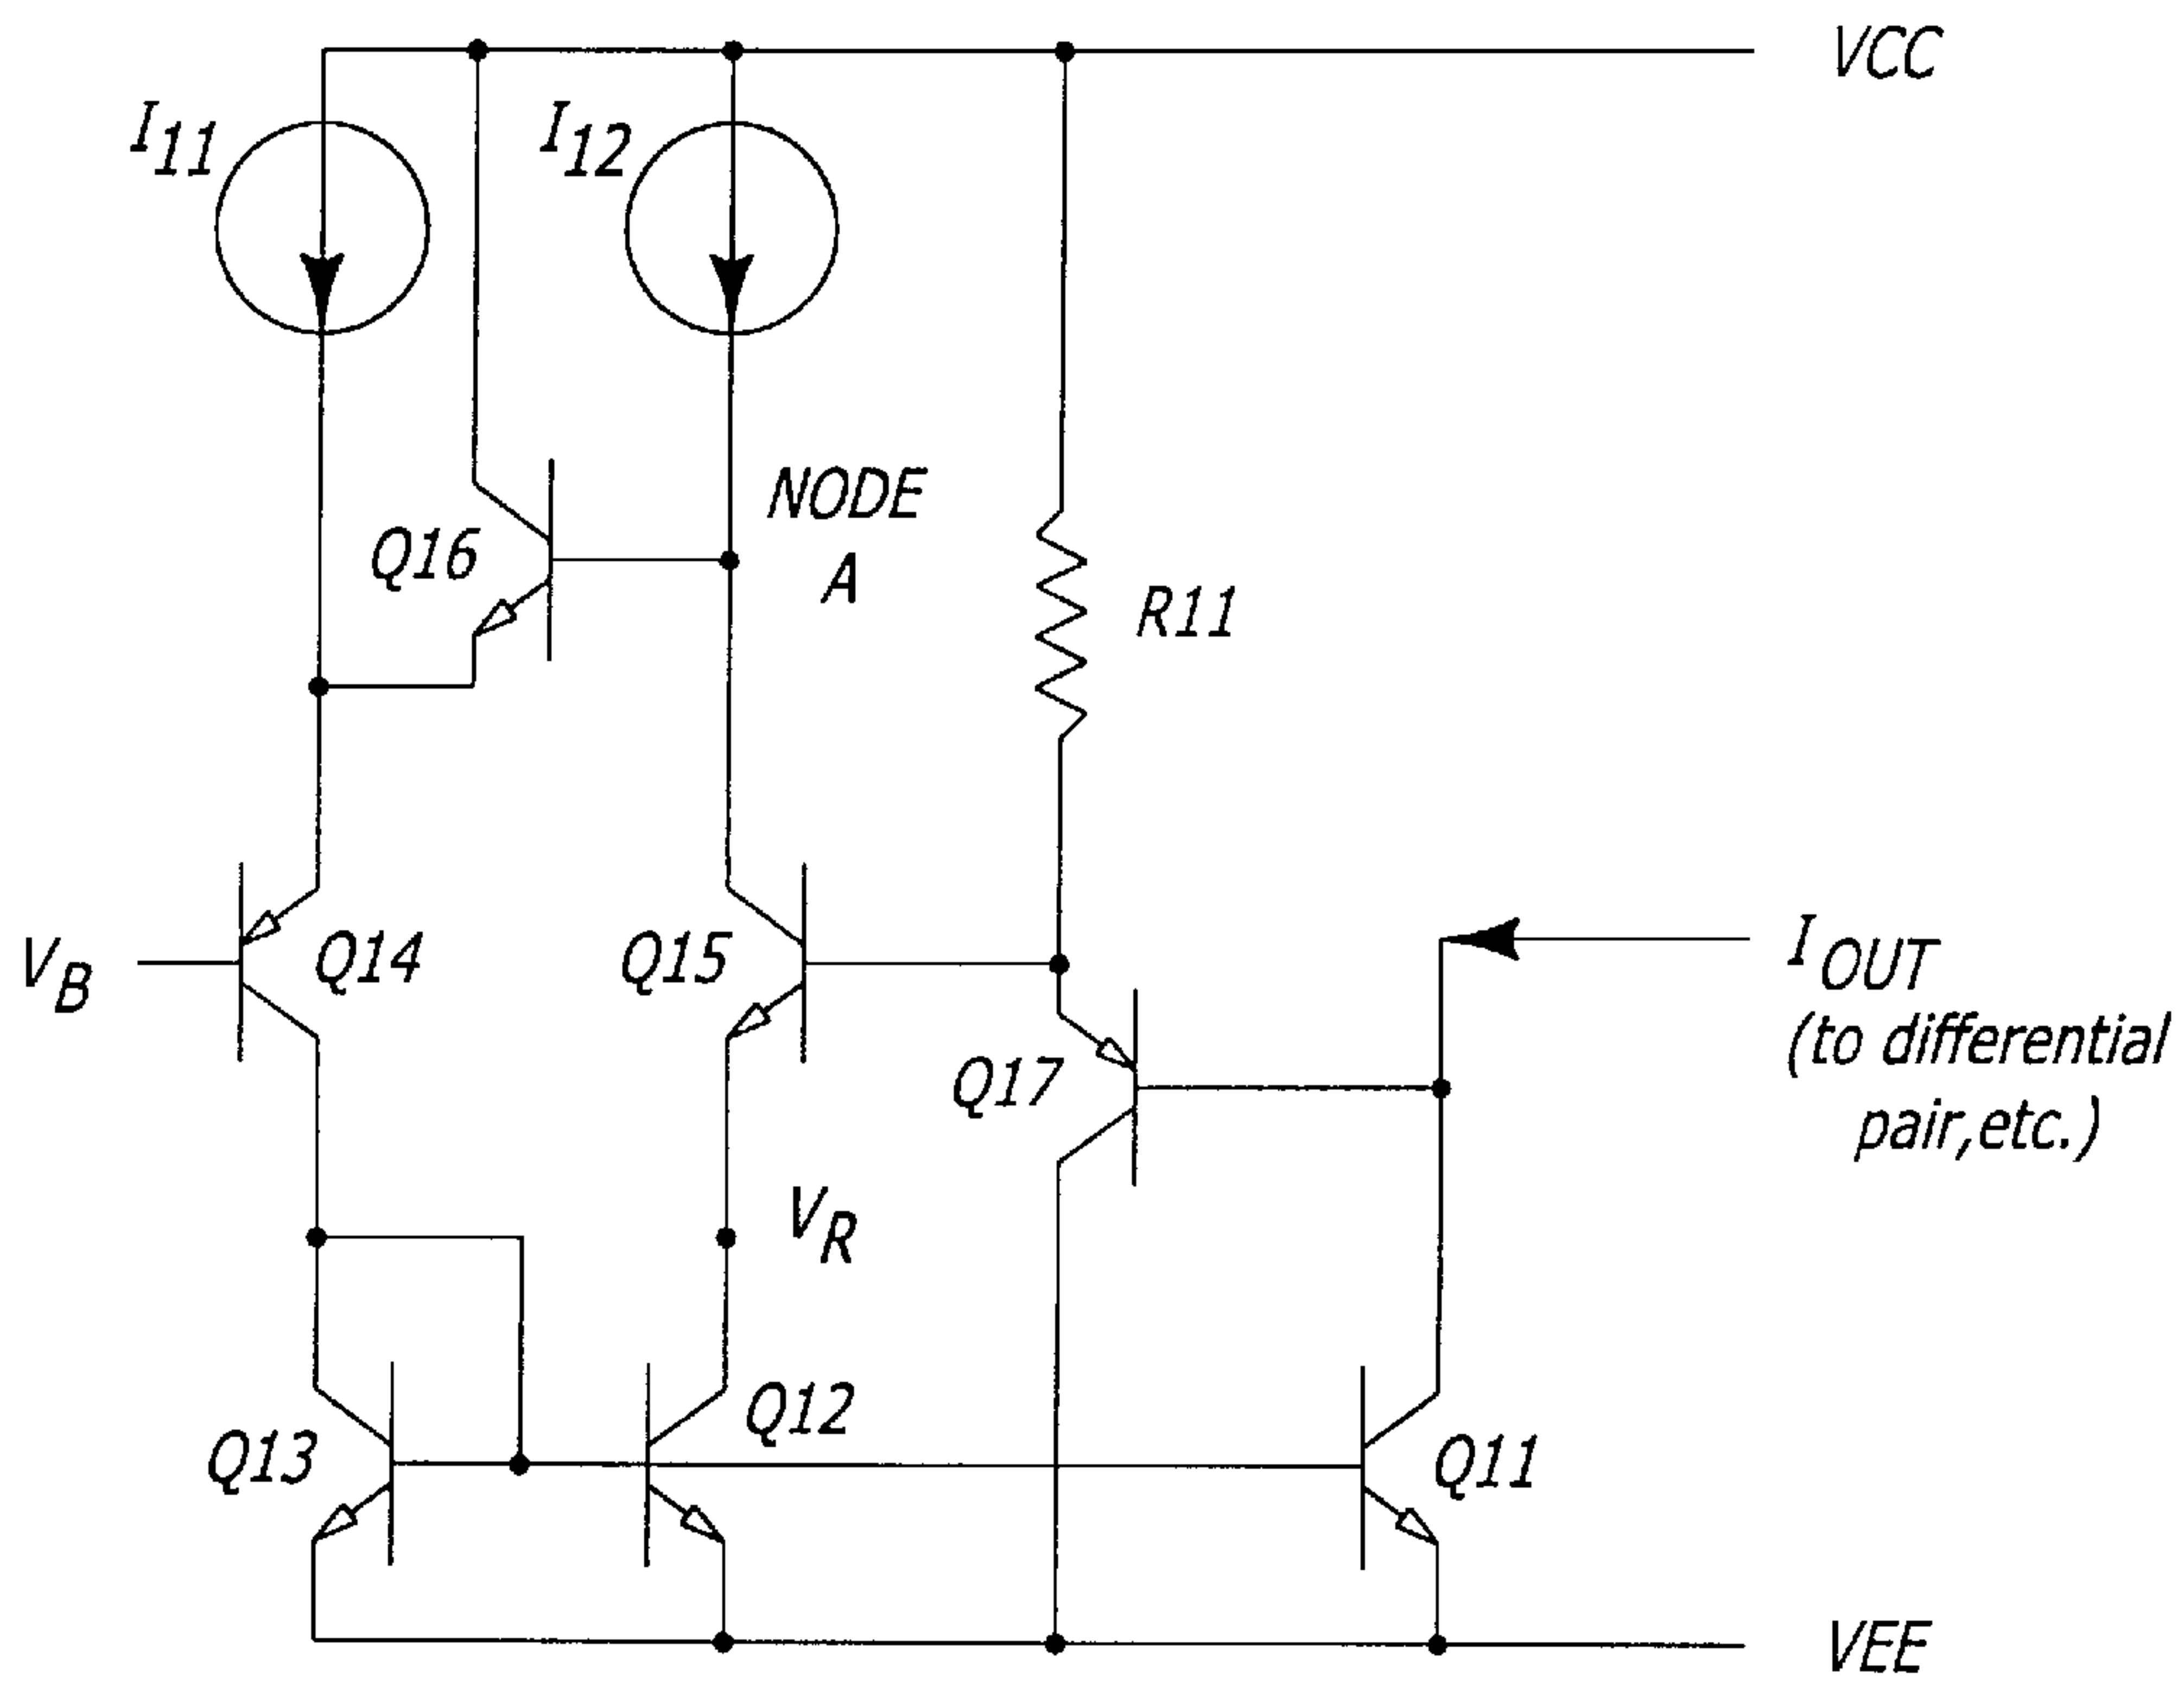 VCC
I11
I12
NODE
A
Q16
R11
VB
Q14
Q15
IOUT
(to differential
pair,etc.)
Q17
VR
Q13
Q12
Q11
VEE